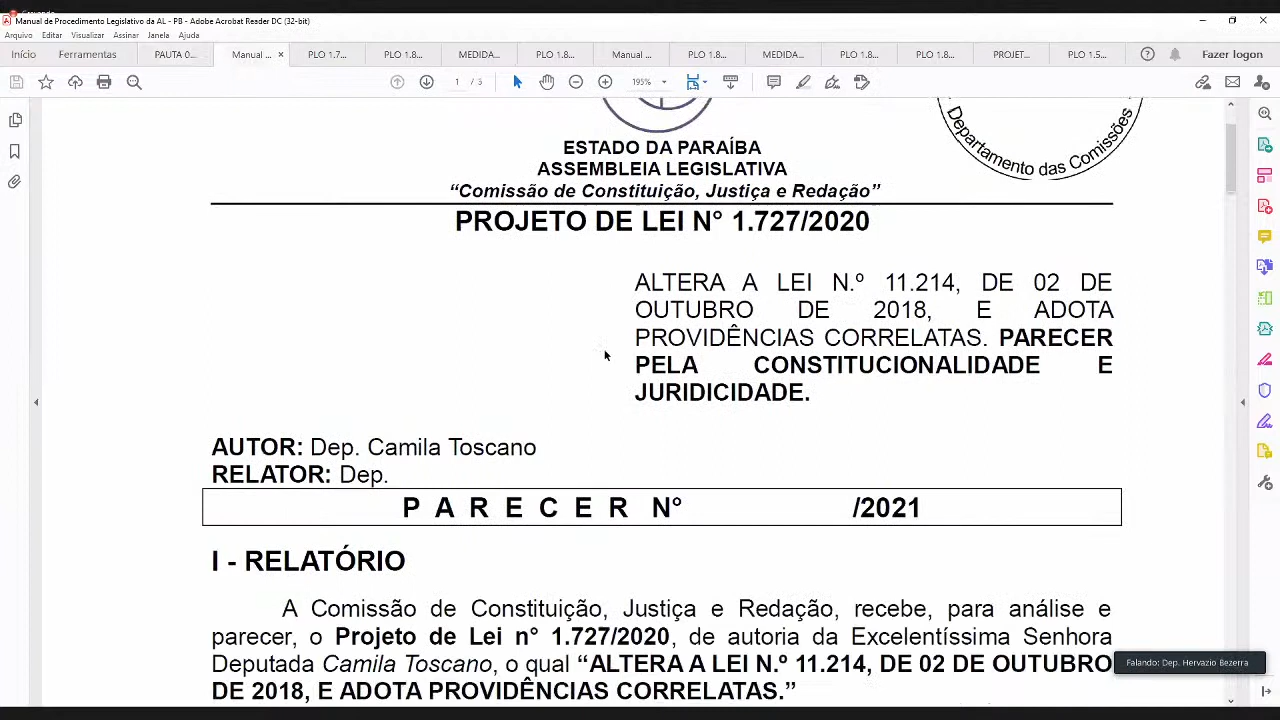 Gravando
Manual de Procedimento Legislativo da AL - PB - Adobe Acrobat Reader DC (32-bit)
Arquivo Editar Visualizar Assinar Janela Ajuda
Início Ferramentas PAUTA 0... Manual ... × PLO 1.7... PLO 1.8... MEDIDA... PLO 1.8... Manual ... PLO 1.8... MEDIDA... PLO 1.8... PLO 1.8... PROJET... PLO 1.5... Fazer logon
1 / 3 195%
Departamento das Comissões
ESTADO DA PARAÍBA
ASSEMBLEIA LEGISLATIVA
“Comissão de Constituição, Justiça e Redação”
PROJETO DE LEI N° 1.727/2020
ALTERA A LEI N.º 11.214, DE 02 DE
OUTUBRO DE 2018, E ADOTA
PROVIDÊNCIAS CORRELATAS. PARECER
PELA CONSTITUCIONALIDADE E
JURIDICIDADE.
AUTOR: Dep. Camila Toscano
RELATOR: Dep.
P A R E C E R N° /2021
I - RELATÓRIO
A Comissão de Constituição, Justiça e Redação, recebe, para análise e
parecer, o Projeto de Lei n° 1.727/2020, de autoria da Excelentíssima Senhora
Deputada Camila Toscano, o qual “ALTERA A LEI N.º 11.214, DE 02 DE OUTUBRO
DE 2018, E ADOTA PROVIDÊNCIAS CORRELATAS.”
Falando: Dep. Hervazio Bezerra